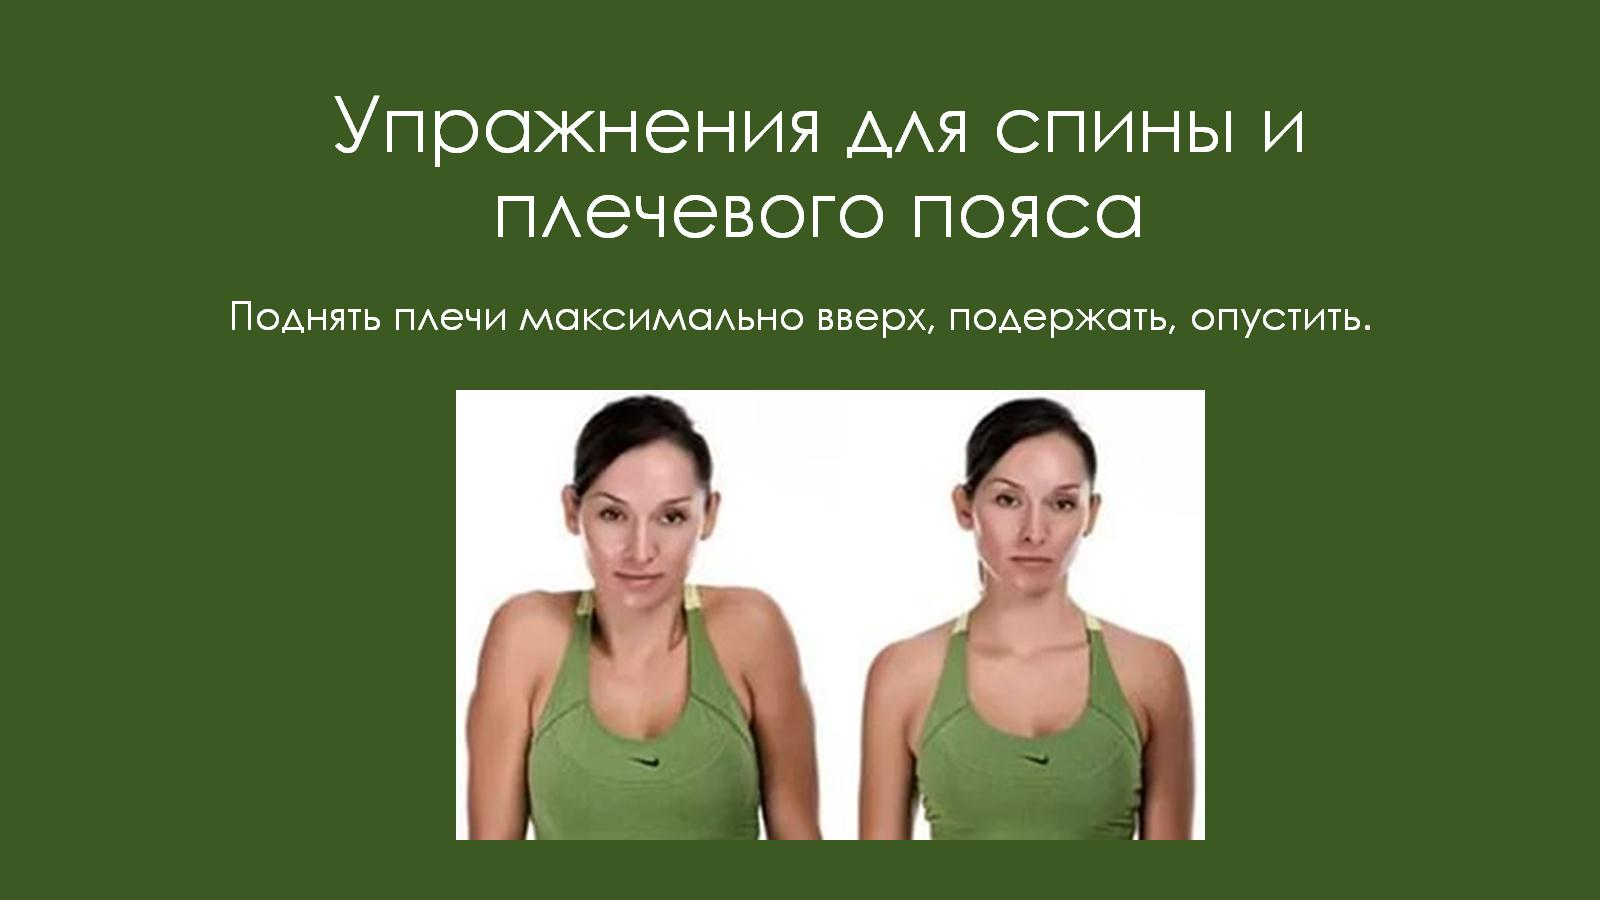 Упражнения для спины и
плечевого пояса
Поднять плечи максимально вверх, подержать, опустить.